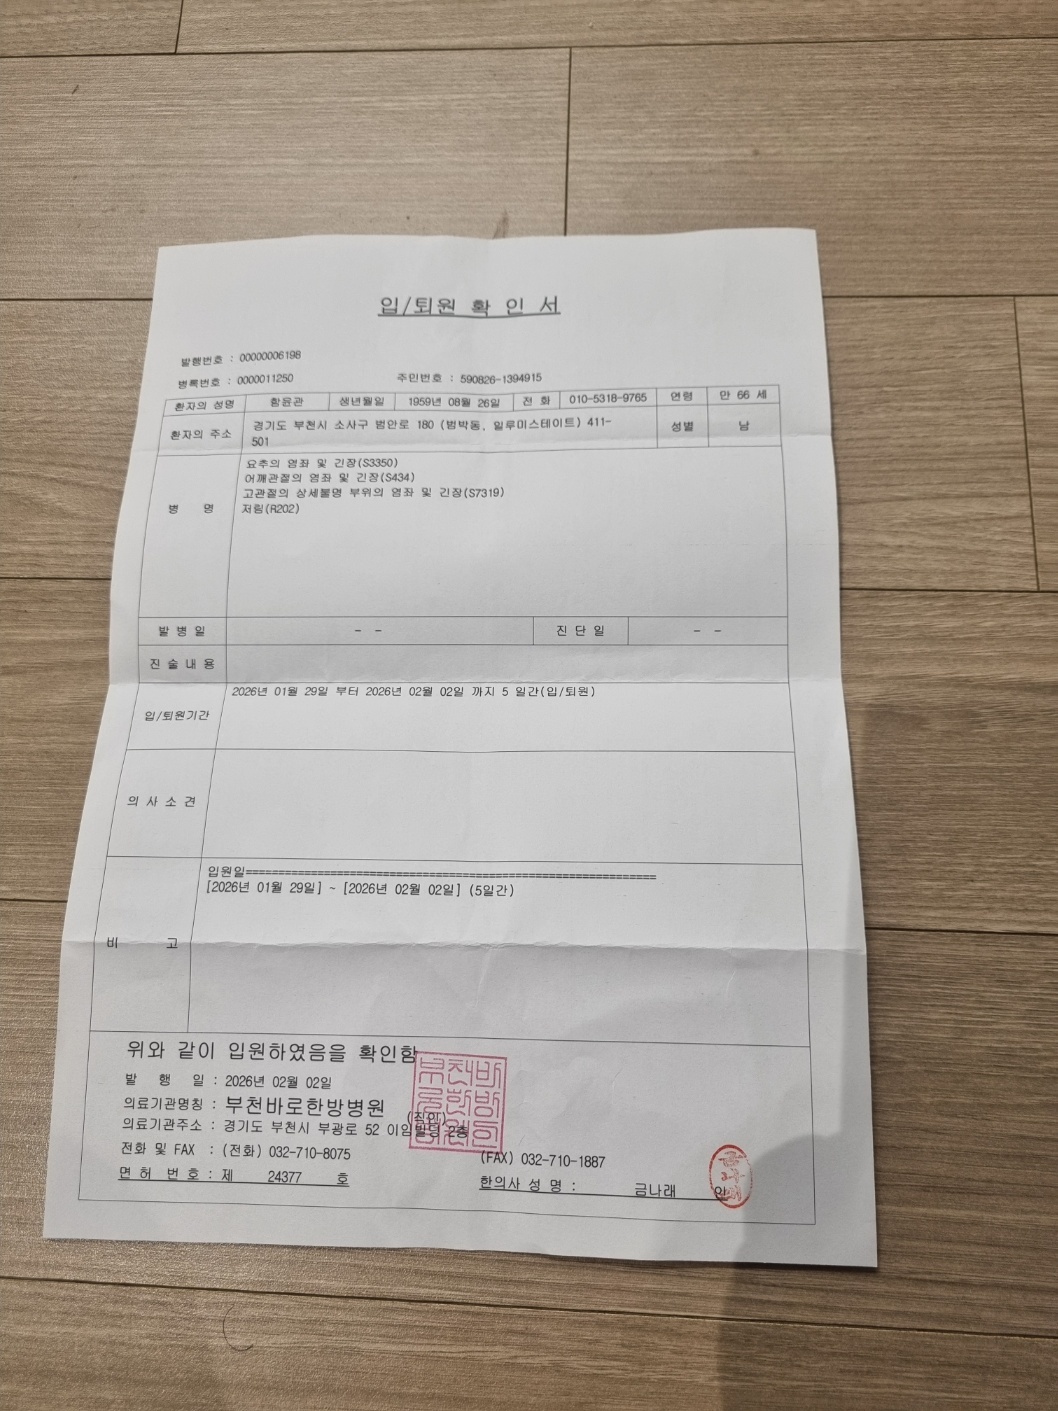 입/퇴원 확 인 서
발행번호 : 00000006198
병록번호 : 0000011250 주민번호 : 590826-1394915
환자의 성명 함윤관 생년월일 1959년 08월 26일 전 화 010-5318-9765 연령 만 66 세
환자의 주소 경기도 부천시 소사구 범안로 180 (범박동, 일루미스테이트) 411-501 성별 남
병 명
요추의 염좌 및 긴장(S3350)
어깨관절의 염좌 및 긴장(S434)
고관절의 상세불명 부위의 염좌 및 긴장(S7319)
저림(R202)
발 병 일 - - 진 단 일 - -
진 술 내 용
입/퇴원기간 2026년 01월 29일 부터 2026년 02월 02일 까지 5 일간(입/퇴원)
의 사 소 견
비 고
입원일==============================================================
[2026년 01월 29일] ~ [2026년 02월 02일] (5일간)
위와 같이 입원하였음을 확인함
발 행 일 : 2026년 02월 02일
의료기관명칭 : 부천바로한방병원 (직인)
의료기관주소 : 경기도 부천시 부광로 52 이임빌딩 2층
전화 및 FAX : (전화) 032-710-8075 (FAX) 032-710-1887
면 허 번 호 : 제 24377 호 한의사 성 명 : 금나래 인